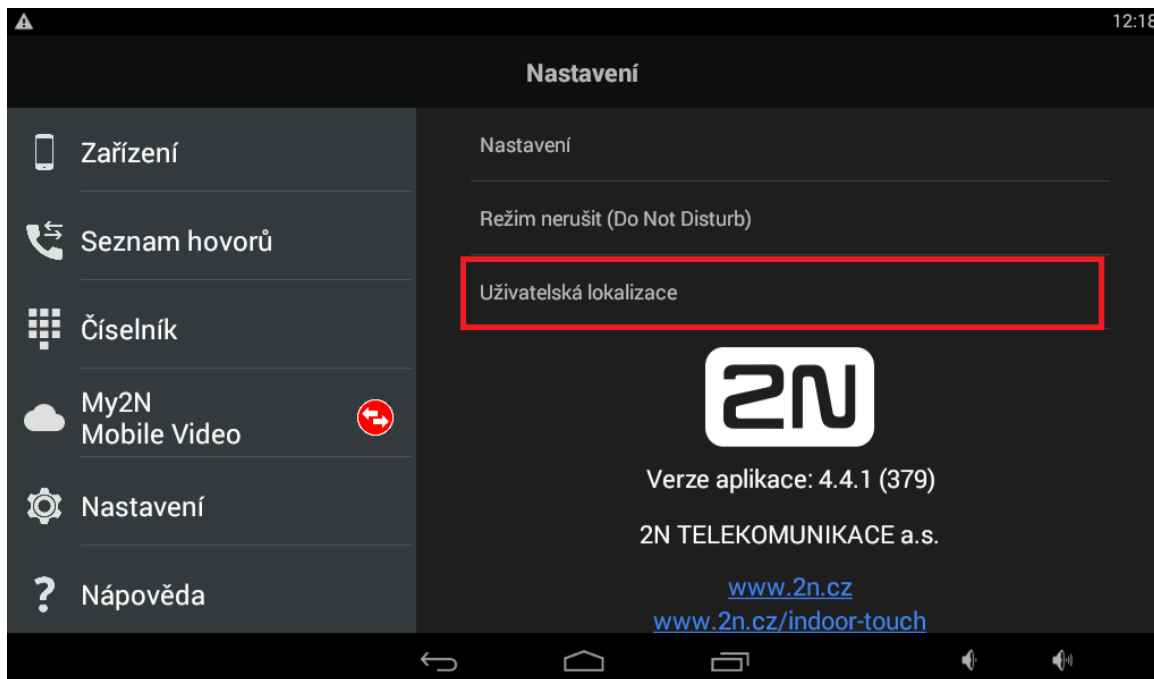 12:18
Nastavení
Zařízení
Seznam hovorů
Číselník
My2N
Mobile Video
Nastavení
Nápověda
Nastavení
Režim nerušit (Do Not Disturb)
Uživatelská lokalizace
2N
Verze aplikace: 4.4.1 (379)
2N TELEKOMUNIKACE a.s.
www.2n.cz
www.2n.cz/indoor-touch